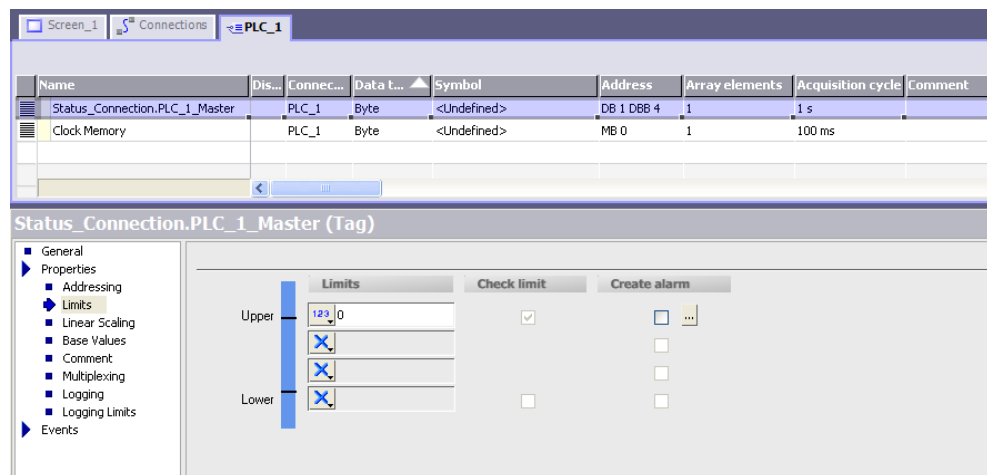 Screen_1 Connections PLC_1
Name Dis... Connec... Data t... Symbol Address Array elements Acquisition cycle Comment
Status_Connection.PLC_1_Master PLC_1 Byte <Undefined> DB 1 DBB 4 1 1 s
Clock Memory PLC_1 Byte <Undefined> MB 0 1 100 ms
Status_Connection.PLC_1_Master (Tag)
General
Properties
Addressing
Limits
Linear Scaling
Base Values
Comment
Multiplexing
Logging
Logging Limits
Events
Limits Check limit Create alarm
Upper 123 0 ...
Lower